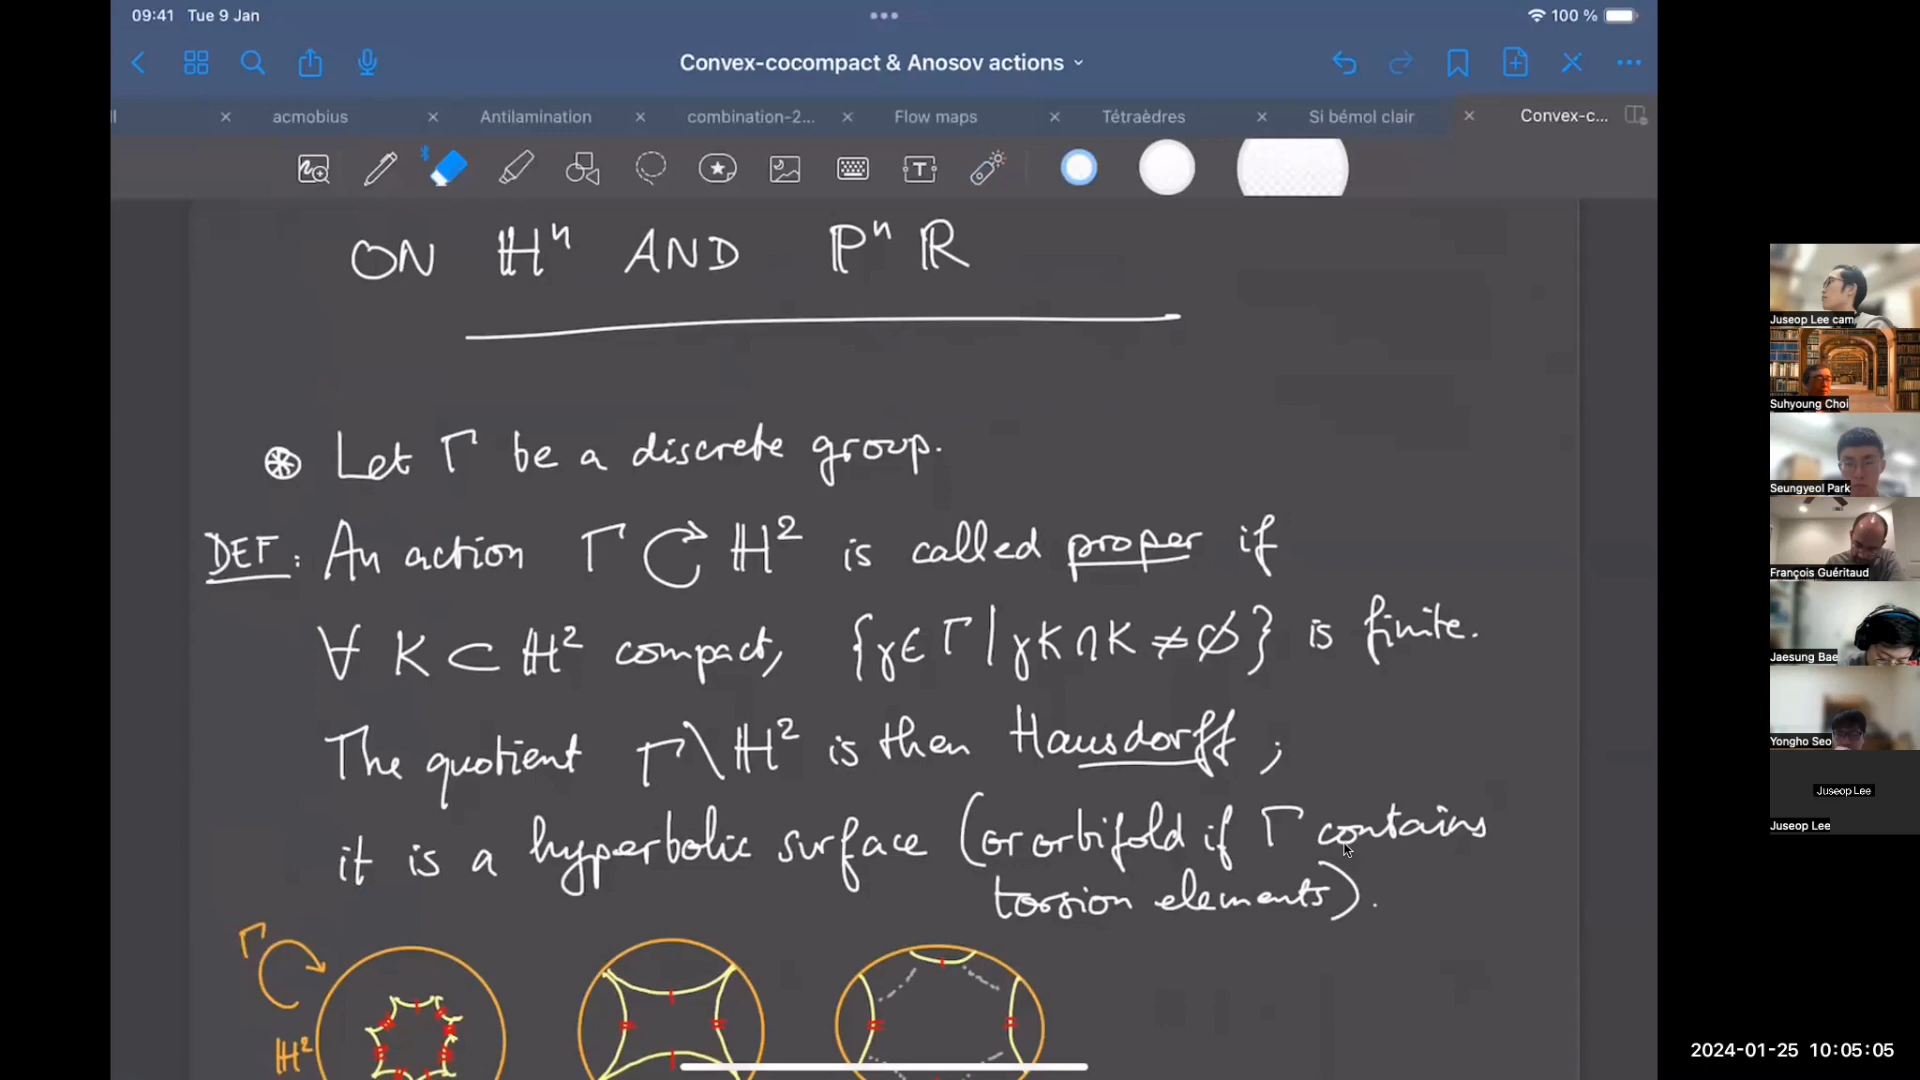 09:41 Tue 9 Jan
100 %
Convex-cocompact & Anosov actions
acmobius
Antilamination
combination-2...
Flow maps
Tétraèdres
Si bémol clair
Convex-c...
T
ON ℍⁿ AND ℙⁿ ℝ
⊛ Let Γ be a discrete group.
DEF: An action Γ ↻ ℍ² is called proper if
∀ K ⊂ ℍ² compact, {γ ∈ Γ | γK ∩ K ≠ ∅} is finite.
The quotient Γ\ℍ² is then Hausdorff ;
it is a hyperbolic surface (or orbifold if Γ contains
torsion elements).
Γ
ℍ²
Juseop Lee cam
Suhyoung Choi
Seungyeol Park
François Guéritaud
Jaesung Bae
Yongho Seo
Juseop Lee
Juseop Lee
2024-01-25 10:05:05